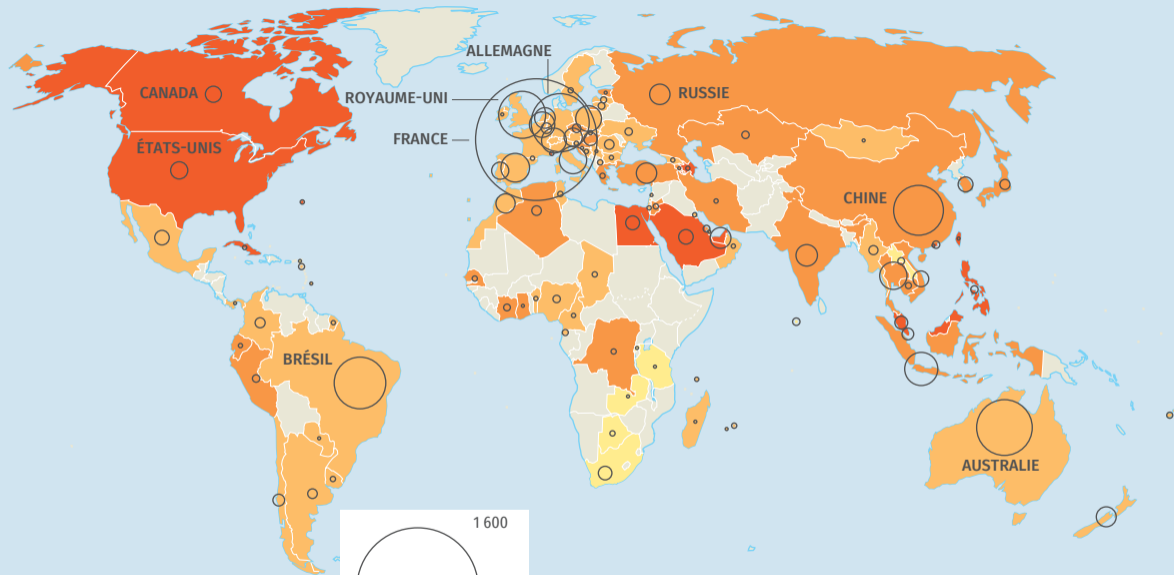 ALLEMAGNE
CANADA
ROYAUME-UNI
RUSSIE
FRANCE
ÉTATS-UNIS
CHINE
BRÉSIL
AUSTRALIE
1 600